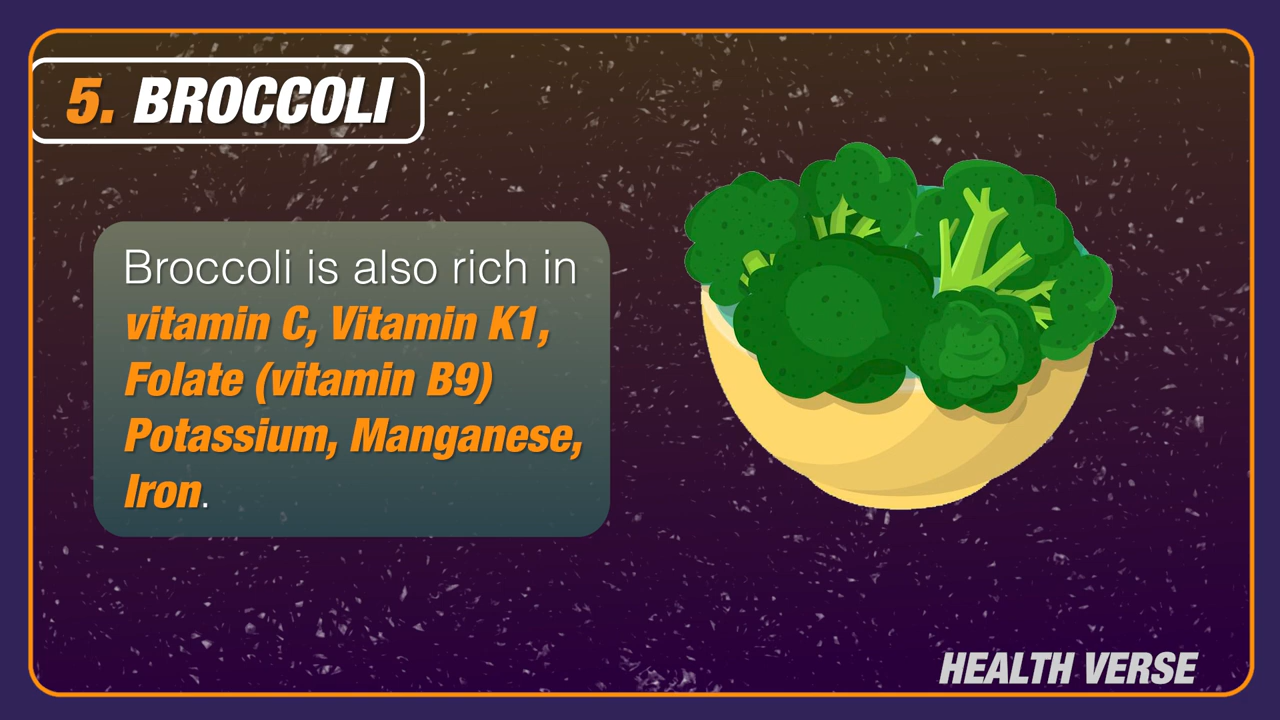 5. BROCCOLI
Broccoli is also rich in
vitamin C, Vitamin K1,
Folate (vitamin B9)
Potassium, Manganese,
Iron.
HEALTH VERSE